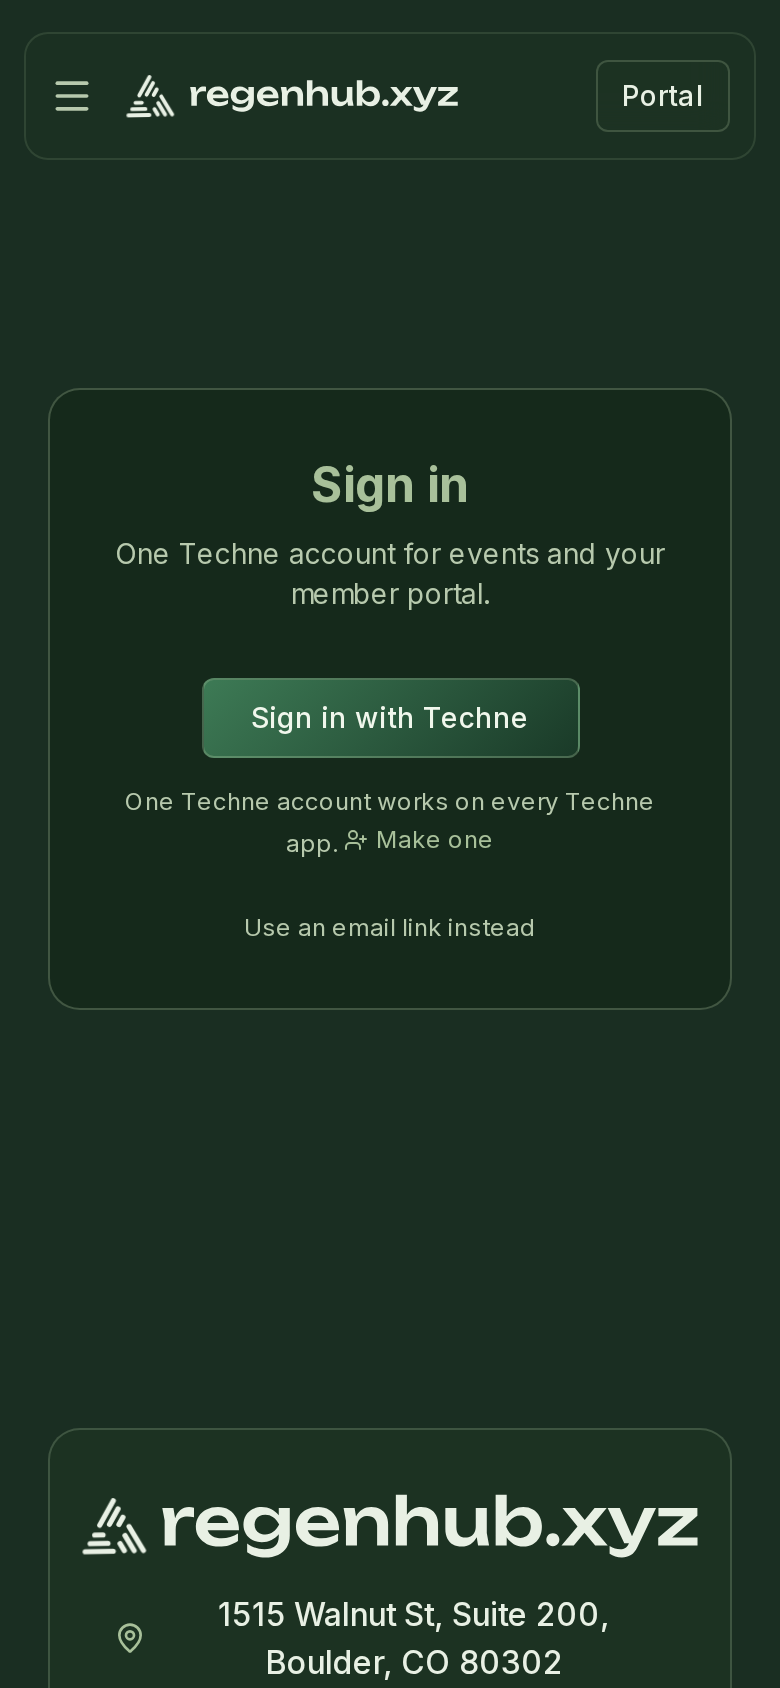 regenhub.xyz
Portal
Sign in
One Techne account for events and your
member portal.
Sign in with Techne
One Techne account works on every Techne
app. Make one
Use an email link instead
regenhub.xyz
1515 Walnut St, Suite 200,
Boulder, CO 80302